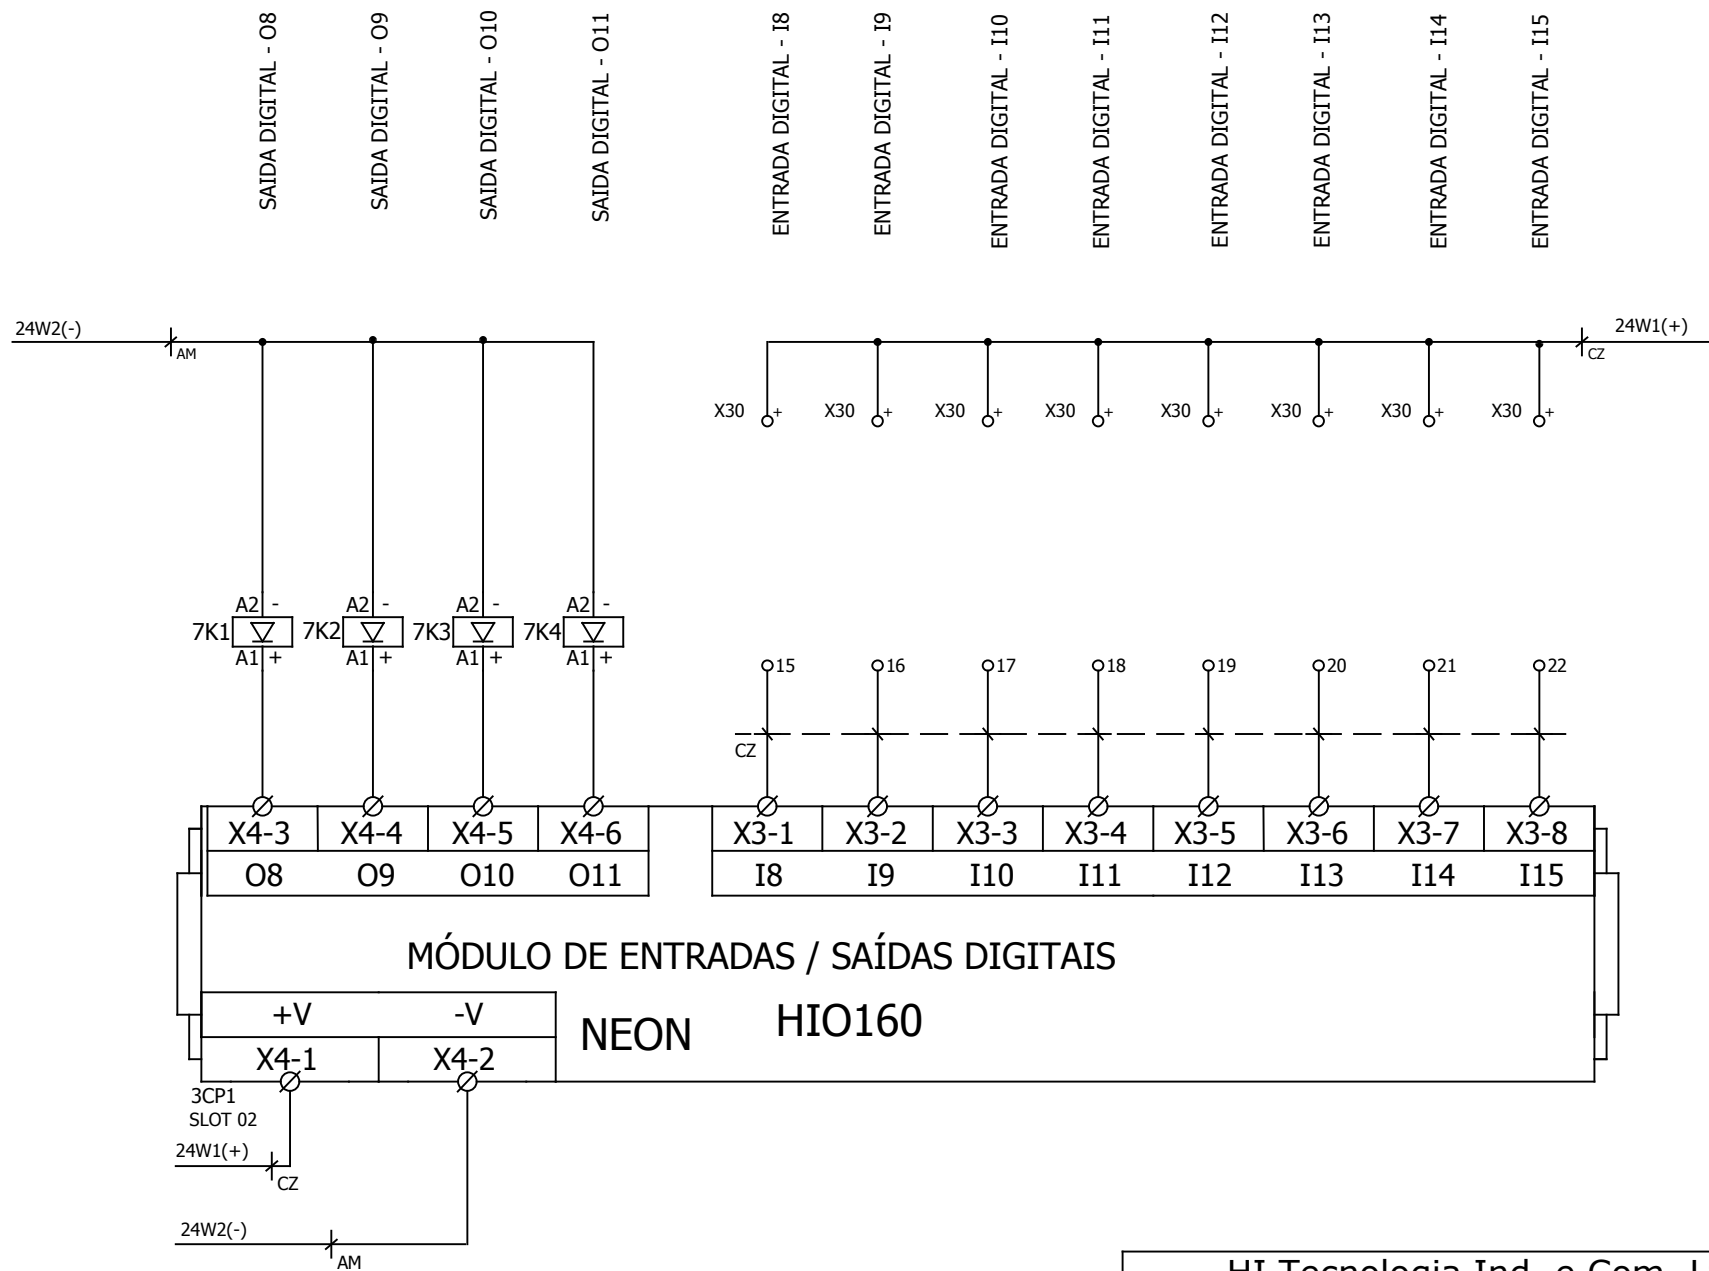 SAIDA DIGITAL - O8
SAIDA DIGITAL - O9
SAIDA DIGITAL - O10
SAIDA DIGITAL - O11
ENTRADA DIGITAL - I8
ENTRADA DIGITAL - I9
ENTRADA DIGITAL - I10
ENTRADA DIGITAL - I11
ENTRADA DIGITAL - I12
ENTRADA DIGITAL - I13
ENTRADA DIGITAL - I14
ENTRADA DIGITAL - I15
24W2(-) AM
24W1(+) CZ
X30 + X30 + X30 + X30 + X30 + X30 + X30 + X30 +
A2 - A2 - A2 - A2 -
7K1 7K2 7K3 7K4
A1 + A1 + A1 + A1 +
15 16 17 18 19 20 21 22
CZ
X4-3 X4-4 X4-5 X4-6 X3-1 X3-2 X3-3 X3-4 X3-5 X3-6 X3-7 X3-8
O8 O9 O10 O11 I8 I9 I10 I11 I12 I13 I14 I15
MÓDULO DE ENTRADAS / SAÍDAS DIGITAIS
+V -V
NEON HIO160
X4-1 X4-2
3CP1
SLOT 02
24W1(+)
CZ
24W2(-)
AM
HI Tecnologia Ind. e Com.